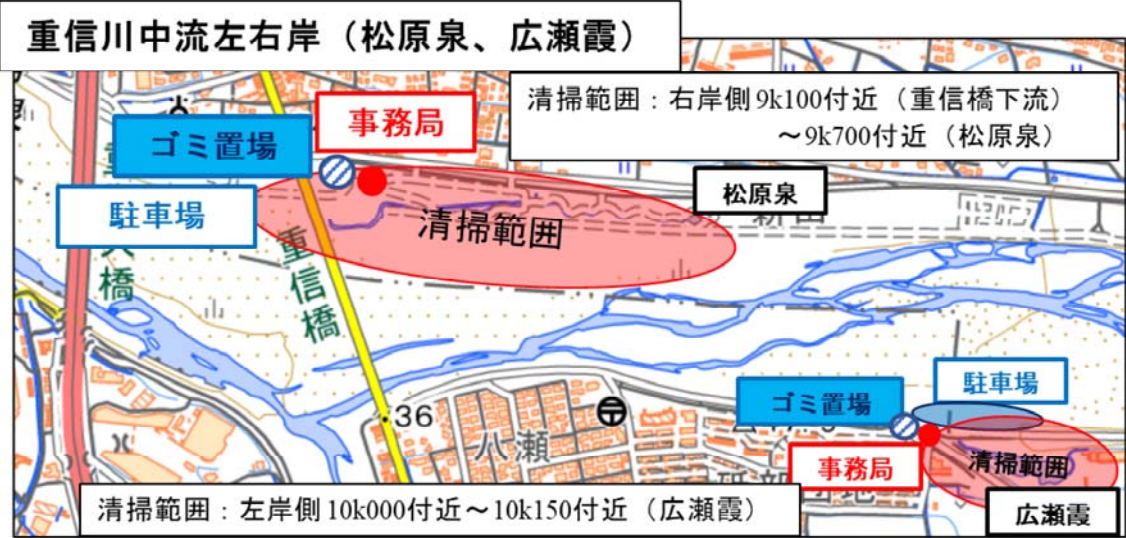 重信川中流左右岸（松原泉、広瀬霞）
清掃範囲：右岸側9k100付近（重信橋下流）
～9k700付近（松原泉）
事務局
ゴミ置場
駐車場
松原泉
清掃範囲
大橋
重信橋
駐車場
ゴミ置場
36
八瀬
事務局
清掃範囲
広瀬霞
清掃範囲：左岸側10k000付近～10k150付近（広瀬霞）